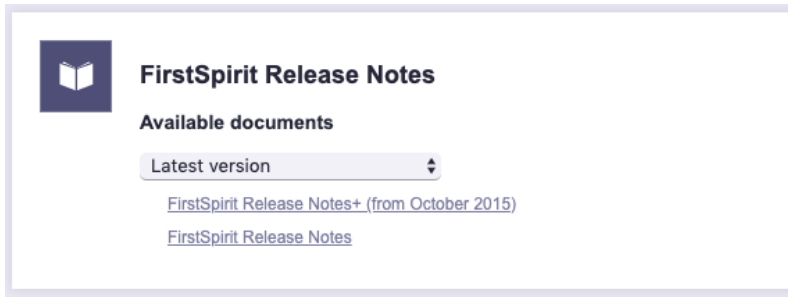 FirstSpirit Release Notes
Available documents
Latest version
FirstSpirit Release Notes+ (from October 2015)
FirstSpirit Release Notes